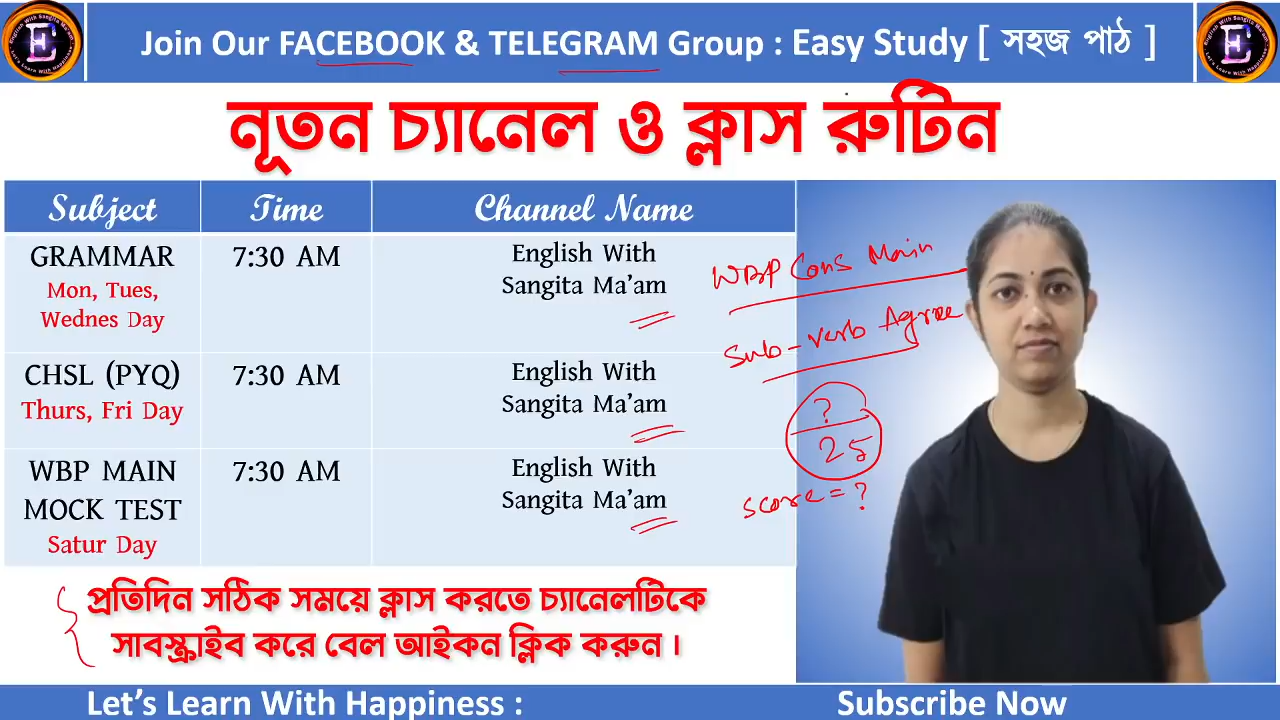 Join Our FACEBOOK & TELEGRAM Group : Easy Study [ সহজ পাঠ ]
নূতন চ্যানেল ও ক্লাস রুটিন
Subject Time Channel Name
GRAMMAR 7:30 AM English With
Mon, Tues, Sangita Ma'am
Wednes Day
CHSL (PYQ) 7:30 AM English With
Thurs, Fri Day Sangita Ma'am
WBP MAIN 7:30 AM English With
MOCK TEST Sangita Ma'am
Satur Day
WBP Cons Main
Sub-verb Agree
?
25
score = ?
প্রতিদিন সঠিক সময়ে ক্লাস করতে চ্যানেলটিকে
সাবস্ক্রাইব করে বেল আইকন ক্লিক করুন।
Let's Learn With Happiness : Subscribe Now